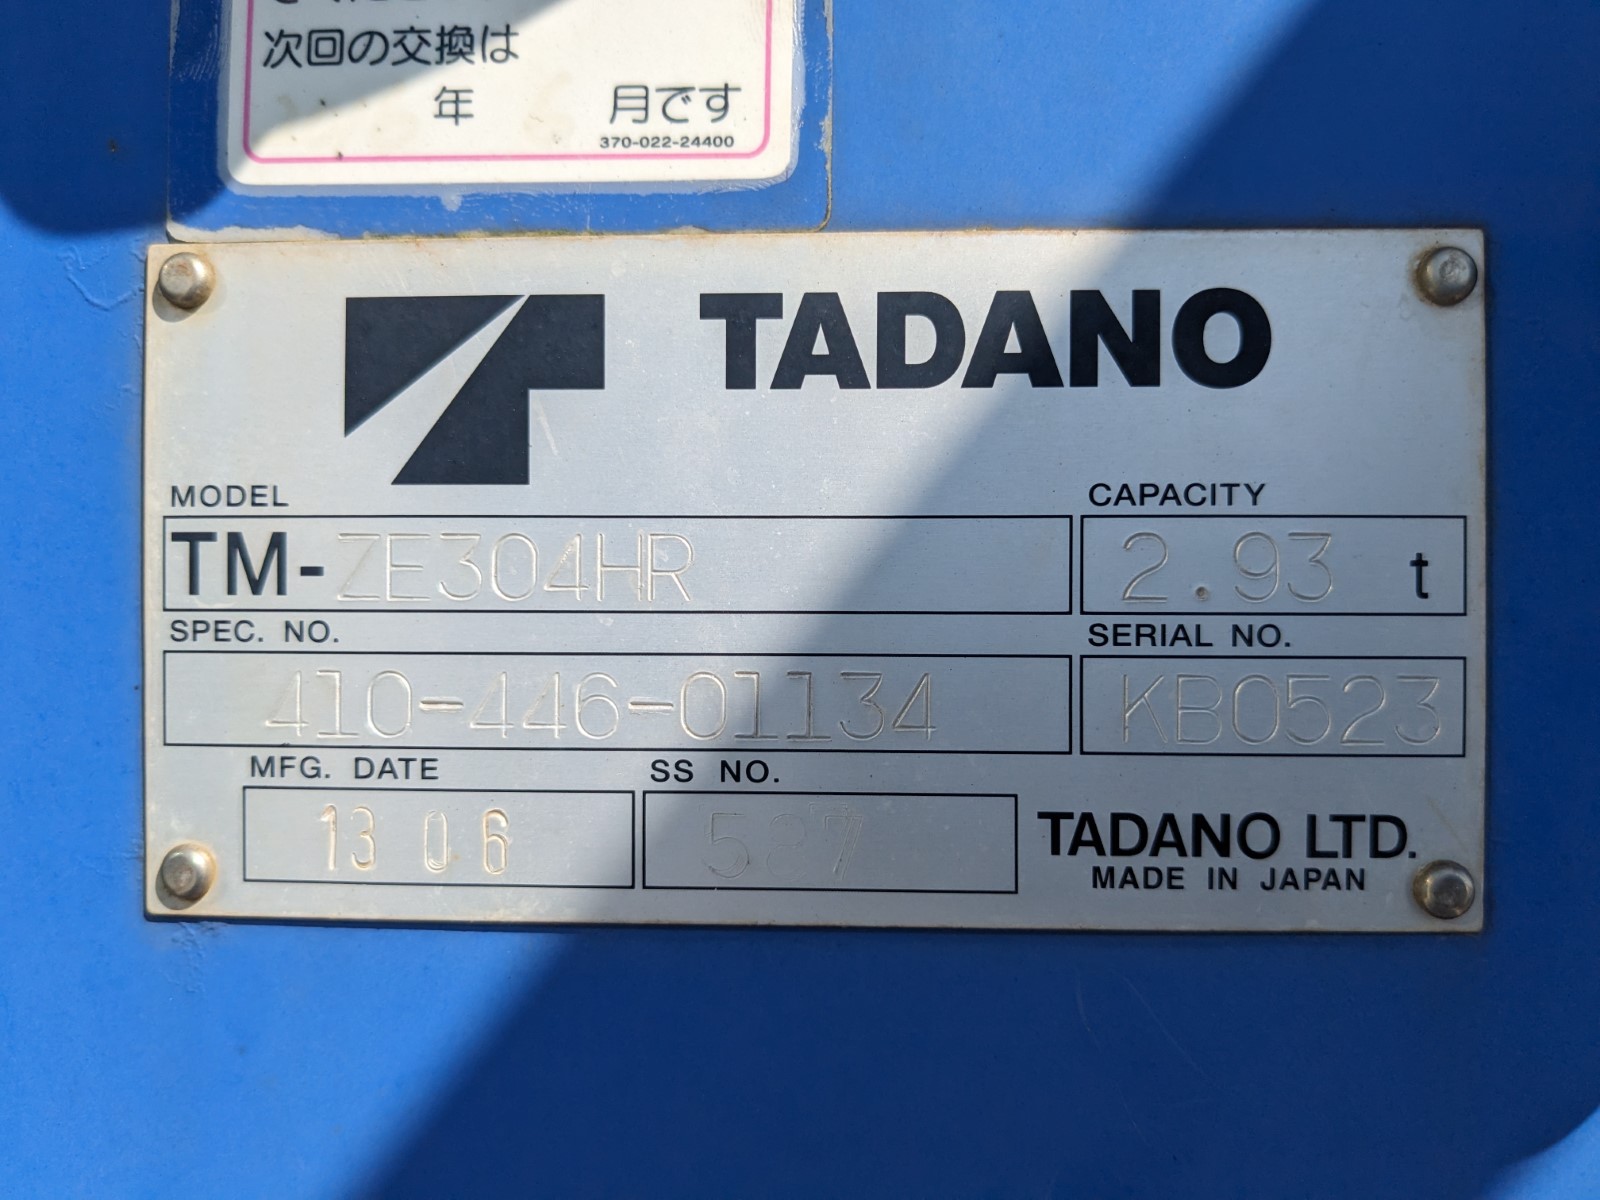 次回の交換は
年 月です
370-022-24400
TADANO
MODEL CAPACITY
TM-ZE304HR 2.93 t
SPEC. NO. SERIAL NO.
410-446-01134 KB0523
MFG. DATE SS NO.
13 06 587
TADANO LTD.
MADE IN JAPAN